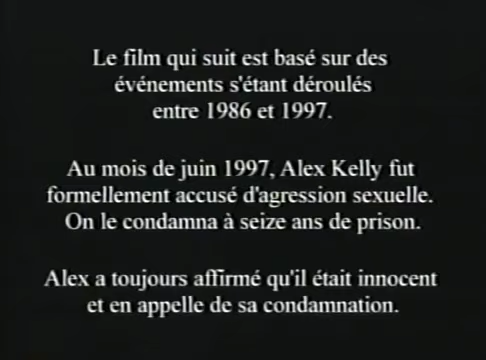 Le film qui suit est basé sur des
événements s'étant déroulés
entre 1986 et 1997.
Au mois de juin 1997, Alex Kelly fut
formellement accusé d'agression sexuelle.
On le condamna à seize ans de prison.
Alex a toujours affirmé qu'il était innocent
et en appelle de sa condamnation.